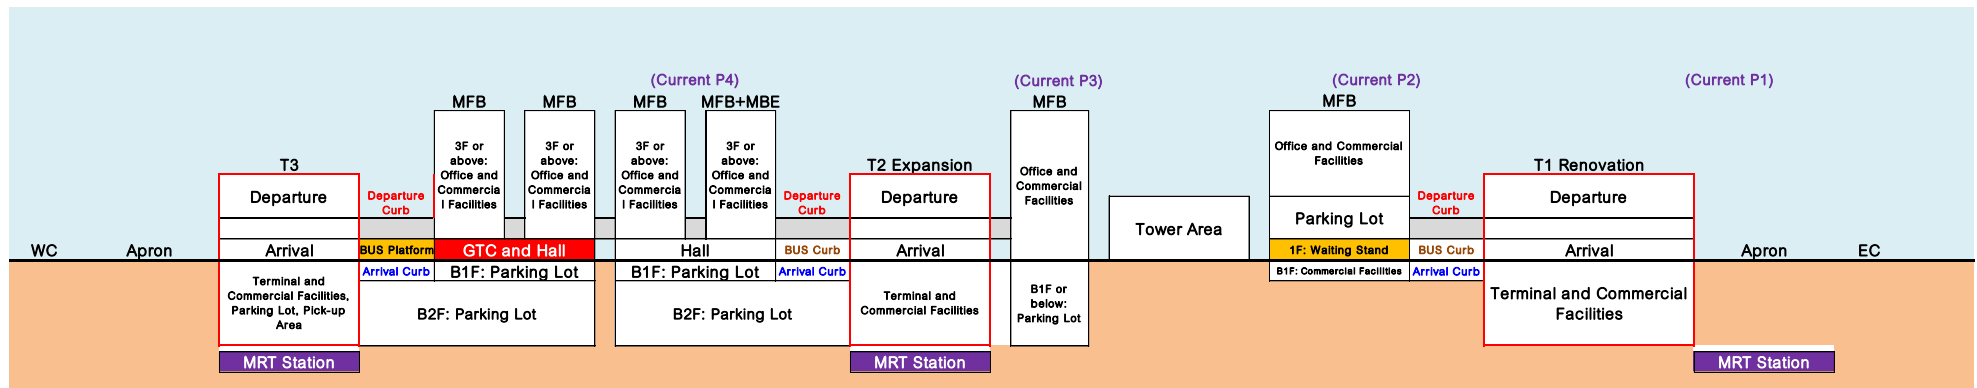 (Current P4)
(Current P3)
(Current P2)
(Current P1)
MFB
MFB
MFB
MFB+MBE
MFB
MFB
3F or
above:
Office and
Commercia
l Facilities
3F or
above:
Office and
Commercia
l Facilities
3F or
above:
Office and
Commercia
l Facilities
3F or
above:
Office and
Commercia
l Facilities
Office and
Commercial
Facilities
Office and Commercial
Facilities
T3
T2 Expansion
T1 Renovation
Departure
Departure
Curb
Departure
Curb
Departure
Parking Lot
Departure
Curb
Departure
Tower Area
WC
Apron
Arrival
BUS Platform
GTC and Hall
Hall
BUS Curb
Arrival
1F: Waiting Stand
BUS Curb
Arrival
Apron
EC
Arrival Curb
B1F: Parking Lot
B1F: Parking Lot
Arrival Curb
B1F: Commercial Facilities
Arrival Curb
Terminal and
Commercial Facilities,
Parking Lot, Pick-up
Area
B2F: Parking Lot
B2F: Parking Lot
Terminal and
Commercial Facilities
B1F or
below:
Parking Lot
Terminal and Commercial
Facilities
MRT Station
MRT Station
MRT Station